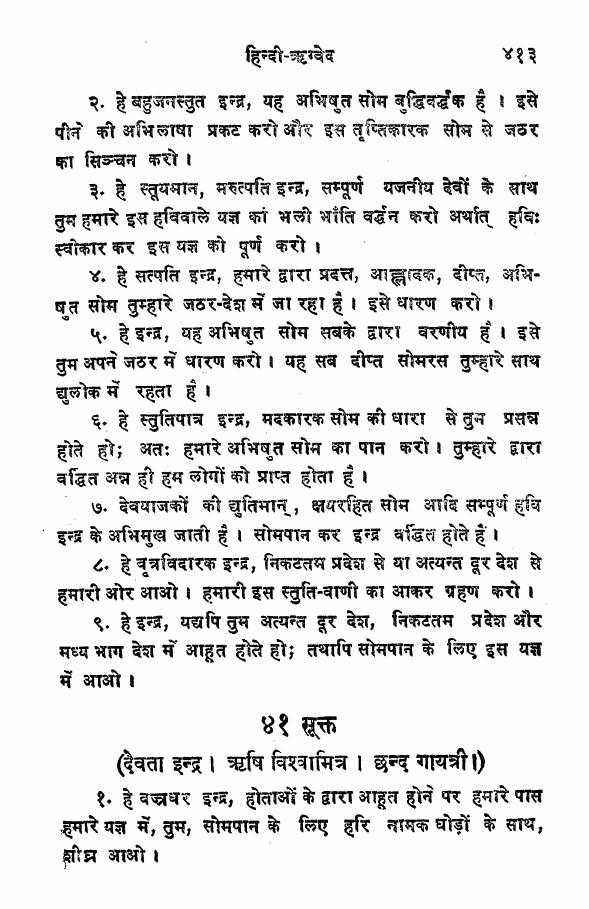 हिन्दी-ऋग्वेद ४१३
२. हे बहुजनस्तुत इन्द्र, यह अभिषुत सोम बुद्धिवर्द्धक है । इसे
पीने की अभिलाषा प्रकट करो और इस तृप्तिकारक सोम से जठर
का सिञ्चन करो ।
३. हे स्तूयमान, मरुत्पति इन्द्र, सम्पूर्ण यजनीय देवों के साथ
तुम हमारे इस हविवाले यज्ञ कां भली भाँति वर्द्धन करो अर्थात् हविः
स्वीकार कर इस यज्ञ को पूर्ण करो ।
४. हे सत्पति इन्द्र, हमारे द्वारा प्रदत्त, आह्लादक, दीप्त, अभि-
षुत सोम तुम्हारे जठर-देश में जा रहा है । इसे धारण करो ।
५. हे इन्द्र, यह अभिषुत सोम सबके द्वारा वरणीय है । इसे
तुम अपने जठर में धारण करो । यह सब दीप्त सोमरस तुम्हारे साथ
द्युलोक में रहता है ।
६. हे स्तुतिपात्र इन्द्र, मदकारक सोम की धारा से तुम प्रसन्न
होते हो; अतः हमारे अभिषुत सोम का पान करो । तुम्हारे द्वारा
वर्द्धित अन्न ही हम लोगों को प्राप्त होता है ।
७. देवयाजकों की द्युतिमान्, क्षयरहित सोम आदि सम्पूर्ण हवि
इन्द्र के अभिमुख जाती है । सोमपान कर इन्द्र वर्द्धित होते हैं ।
८. हे वृत्रविदारक इन्द्र, निकटतम प्रदेश से या अत्यन्त दूर देश से
हमारी ओर आओ । हमारी इस स्तुति-वाणी का आकर ग्रहण करो ।
९. हे इन्द्र, यद्यपि तुम अत्यन्त दूर देश, निकटतम प्रदेश और
मध्य भाग देश में आहूत होते हो; तथापि सोमपान के लिए इस यज्ञ
में आओ ।
४१ सूक्त
(दैवता इन्द्र । ऋषि विश्वामित्र । छन्द गायत्री।)
१. हे वज्रधर इन्द्र, होताओं के द्वारा आहूत होने पर हमारे पास
हमारे यज्ञ में, तुम, सोमपान के लिए हरि नामक घोड़ों के साथ,
शीघ्र आओ ।